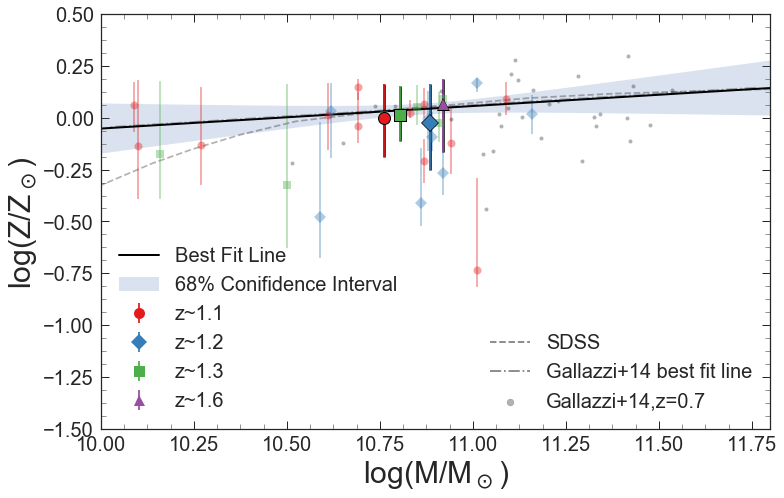 0.50
0.25
0.00
−0.25
−0.50
−0.75
−1.00
−1.25
−1.50
log(Z/Z⊙)
Best Fit Line
68% Conifidence Interval
z~1.1
z~1.2
z~1.3
z~1.6
SDSS
Gallazzi+14 best fit line
Gallazzi+14,z=0.7
10.00 10.25 10.50 10.75 11.00 11.25 11.50 11.75
log(M/M⊙)